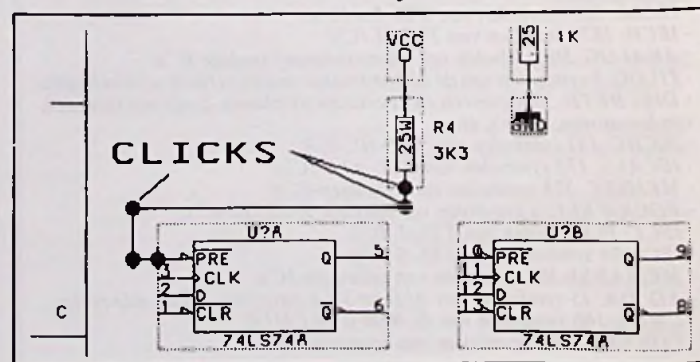 VCC
.25
1K
GND
.25W
R4
3K3
CLICKS
U?A
PRE
Q
5
3
CLK
2
D
1
CLR
Q
6
74LS74A
U?B
10
PRE
Q
9
11
CLK
12
D
13
CLR
Q
8
74LS74A
C